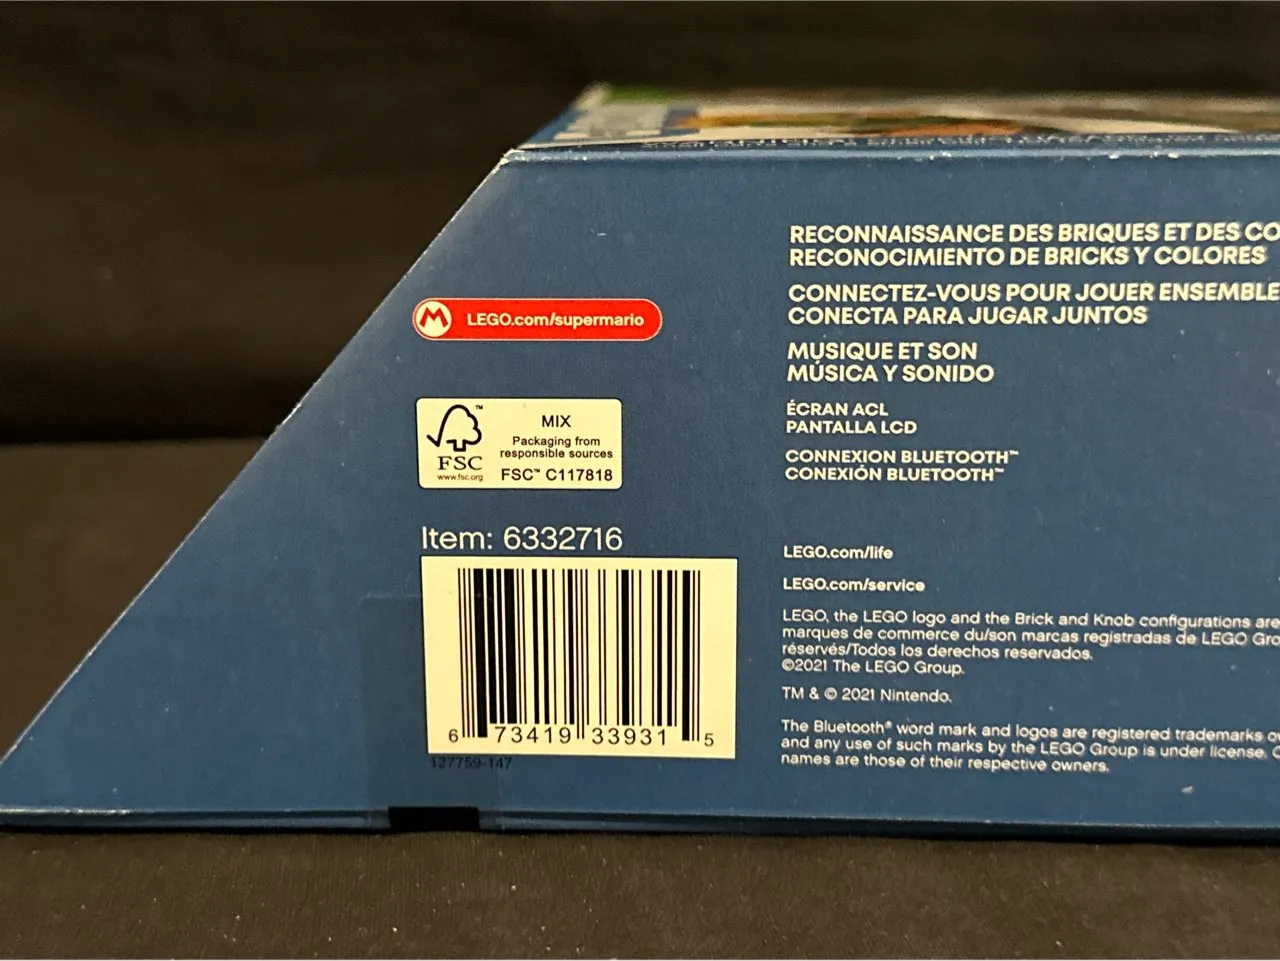 LEGO.com/supermario
FSC™
www.fsc.org
MIX
Packaging from
responsible sources
FSC™ C117818
Item: 6332716
6 73419 33931 5
127759-147
RECONNAISSANCE DES BRIQUES ET DES CO
RECONOCIMIENTO DE BRICKS Y COLORES
CONNECTEZ-VOUS POUR JOUER ENSEMBLE
CONECTA PARA JUGAR JUNTOS
MUSIQUE ET SON
MÚSICA Y SONIDO
ÉCRAN ACL
PANTALLA LCD
CONNEXION BLUETOOTH™
CONEXIÓN BLUETOOTH™
LEGO.com/life
LEGO.com/service
LEGO, the LEGO logo and the Brick and Knob configurations are
marques de commerce du/son marcas registradas de LEGO Gro
réservés/Todos los derechos reservados.
©2021 The LEGO Group.
TM & © 2021 Nintendo.
The Bluetooth® word mark and logos are registered trademarks ow
and any use of such marks by the LEGO Group is under license.
names are those of their respective owners.